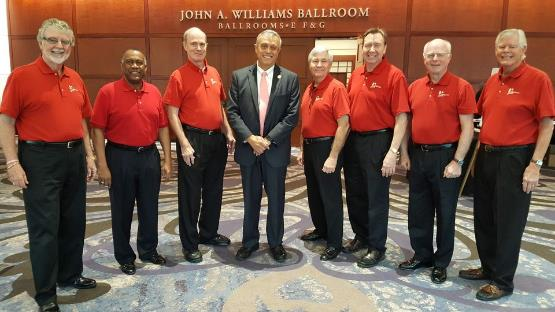 JOHN A. WILLIAMS BALLROOM
BALLROOMS•E F & G